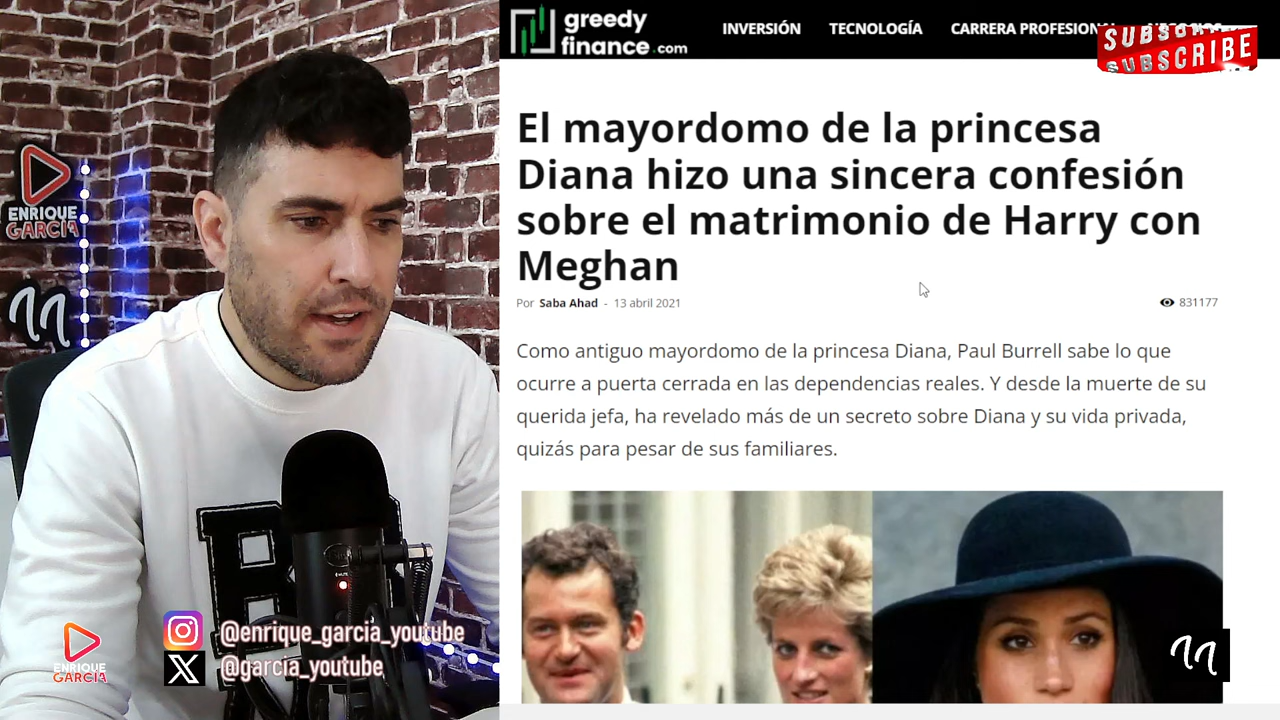 greedy
finance.com
INVERSIÓN
TECNOLOGÍA
CARRERA PROFESIONAL
SUBSCRIBE
El mayordomo de la princesa
Diana hizo una sincera confesión
sobre el matrimonio de Harry con
Meghan
Por Saba Ahad - 13 abril 2021
831177
Como antiguo mayordomo de la princesa Diana, Paul Burrell sabe lo que
ocurre a puerta cerrada en las dependencias reales. Y desde la muerte de su
querida jefa, ha revelado más de un secreto sobre Diana y su vida privada,
quizás para pesar de sus familiares.
ENRIQUE
GARCIA
@enrique_garcia_youtube
@garcia_youtube
ENRIQUE
GARCIA